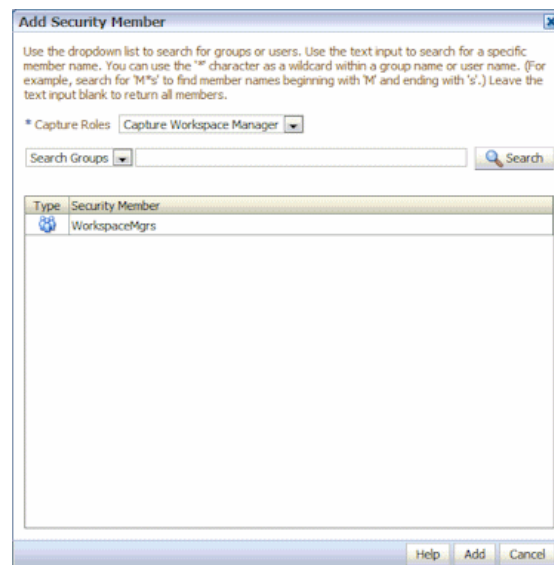 Add Security Member
Use the dropdown list to search for groups or users. Use the text input to search for a specific
member name. You can use the '*' character as a wildcard within a group name or user name. (For
example, search for 'M*s' to find member names beginning with 'M' and ending with 's'.) Leave the
text input blank to return all members.
* Capture Roles Capture Workspace Manager
Search Groups Search
Type Security Member
WorkspaceMgrs
Help Add Cancel